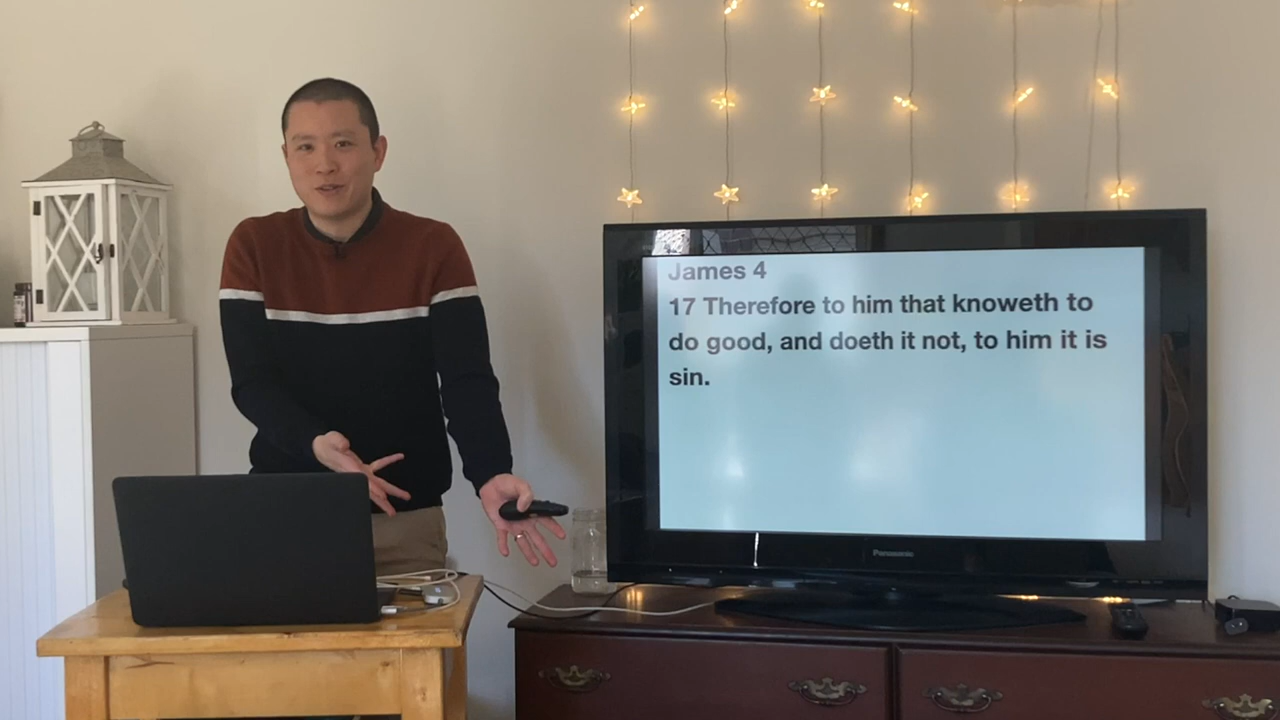 James 4
17 Therefore to him that knoweth to
do good, and doeth it not, to him it is
sin.
Panasonic